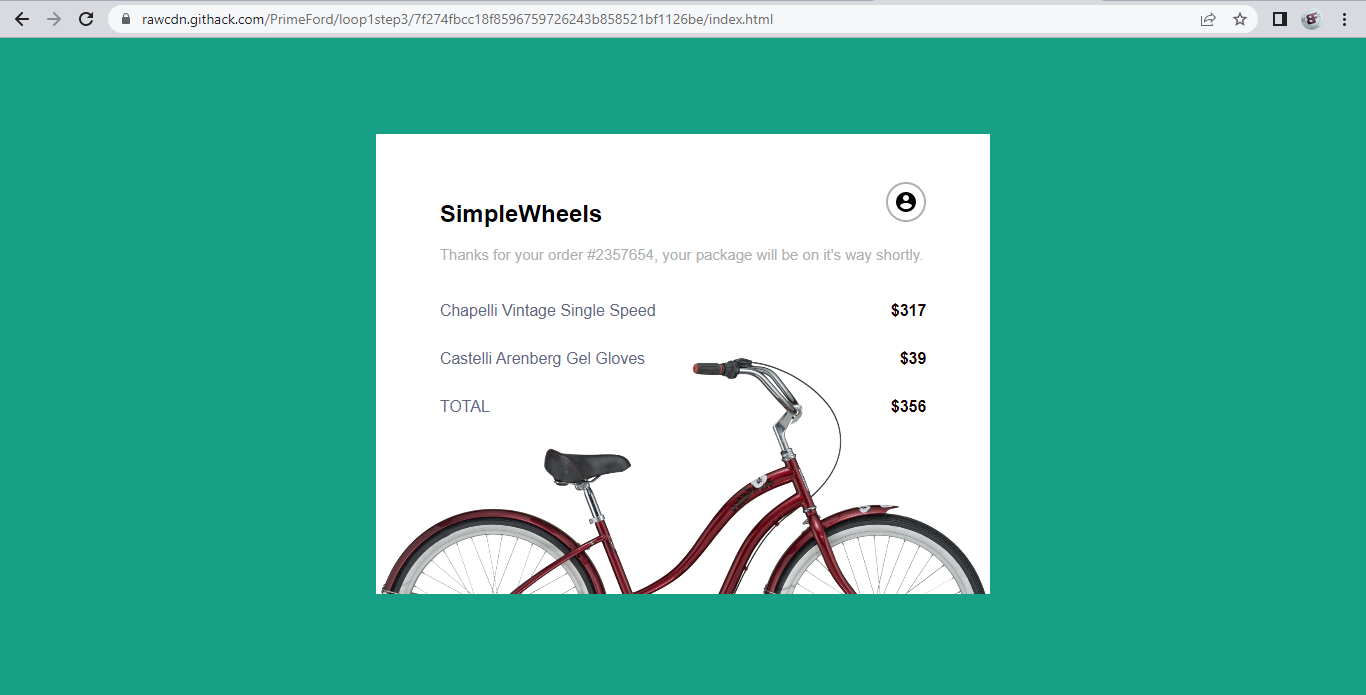 rawcdn.githack.com/PrimeFord/loop1step3/7f274fbcc18f8596759726243b858521bf1126be/index.html
SimpleWheels
Thanks for your order #2357654, your package will be on it's way shortly.
Chapelli Vintage Single Speed $317
Castelli Arenberg Gel Gloves $39
TOTAL $356